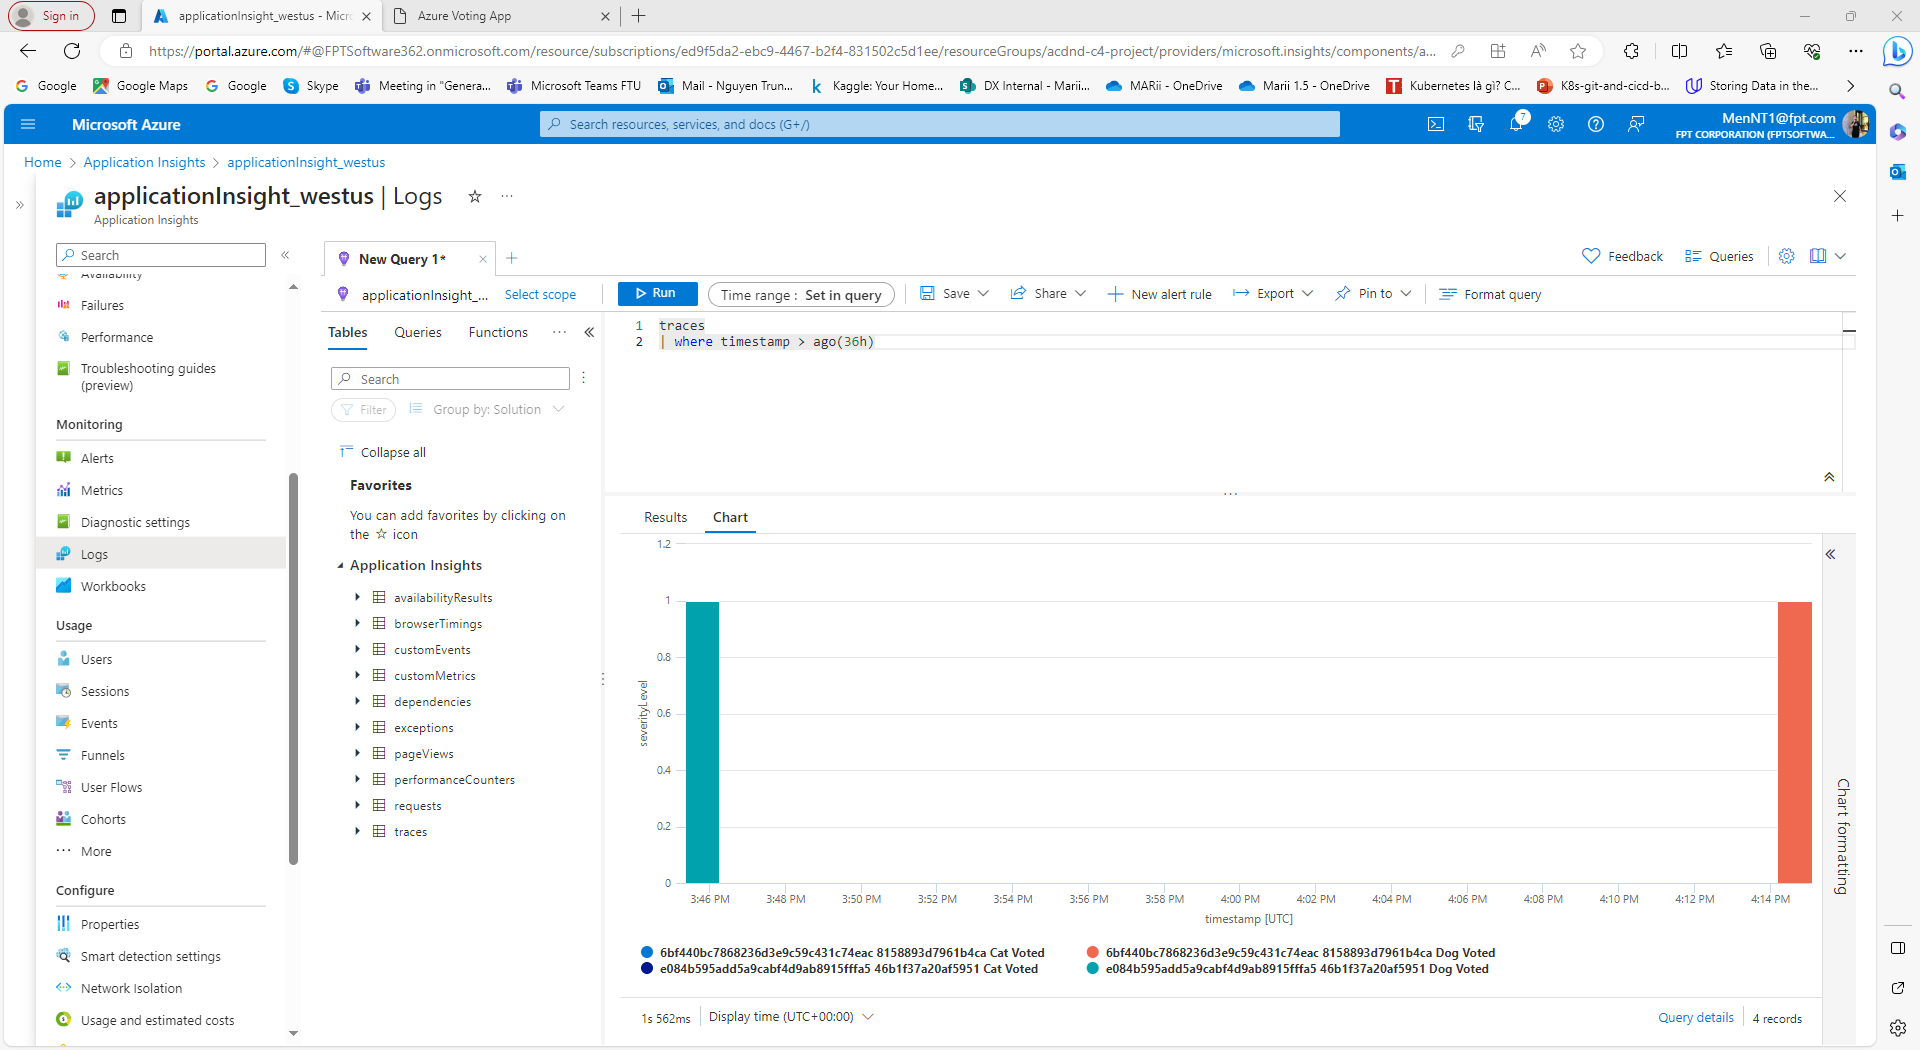 Sign in
applicationInsight_westus - Micr
Azure Voting App
https://portal.azure.com/#@FPTSoftware362.onmicrosoft.com/resource/subscriptions/ed9f5da2-ebc9-4467-b2f4-831502c5d1ee/resourceGroups/acdnd-c4-project/providers/microsoft.insights/components/a...
Google
Google Maps
Google
Skype
Meeting in "Genera...
Microsoft Teams FTU
Mail - Nguyen Trun...
Kaggle: Your Home...
DX Internal - Marii...
MARii - OneDrive
Marii 1.5 - OneDrive
Kubernetes là gì? C...
K8s-git-and-cicd-b...
Storing Data in the...
Microsoft Azure
Search resources, services, and docs (G+/)
7
MenNT1@fpt.com
FPT CORPORATION (FPTSOFTWA...
Home > Application Insights > applicationInsight_westus
applicationInsight_westus | Logs
Application Insights
Search
Availability
Failures
Performance
Troubleshooting guides
(preview)
Monitoring
Alerts
Metrics
Diagnostic settings
Logs
Workbooks
Usage
Users
Sessions
Events
Funnels
User Flows
Cohorts
More
Configure
Properties
Smart detection settings
Network Isolation
Usage and estimated costs
New Query 1*
Feedback
Queries
applicationInsight_...
Select scope
Run
Time range : Set in query
Save
Share
New alert rule
Export
Pin to
Format query
Tables
Queries
Functions
Search
Filter
Group by: Solution
Collapse all
Favorites
You can add favorites by clicking on
the ☆ icon
Application Insights
availabilityResults
browserTimings
customEvents
customMetrics
dependencies
exceptions
pageViews
performanceCounters
requests
traces
1 traces
2 | where timestamp > ago(36h)
Results
Chart
1.2
1
0.8
0.6
0.4
0.2
0
severityLevel
3:46 PM
3:48 PM
3:50 PM
3:52 PM
3:54 PM
3:56 PM
3:58 PM
4:00 PM
4:02 PM
4:04 PM
4:06 PM
4:08 PM
4:10 PM
4:12 PM
4:14 PM
timestamp [UTC]
6bf440bc7868236d3e9c59c431c74eac 8158893d7961b4ca Cat Voted
6bf440bc7868236d3e9c59c431c74eac 8158893d7961b4ca Dog Voted
e084b595add5a9cabf4d9ab8915fffa5 46b1f37a20af5951 Cat Voted
e084b595add5a9cabf4d9ab8915fffa5 46b1f37a20af5951 Dog Voted
Chart formatting
1s 562ms
Display time (UTC+00:00)
Query details
4 records